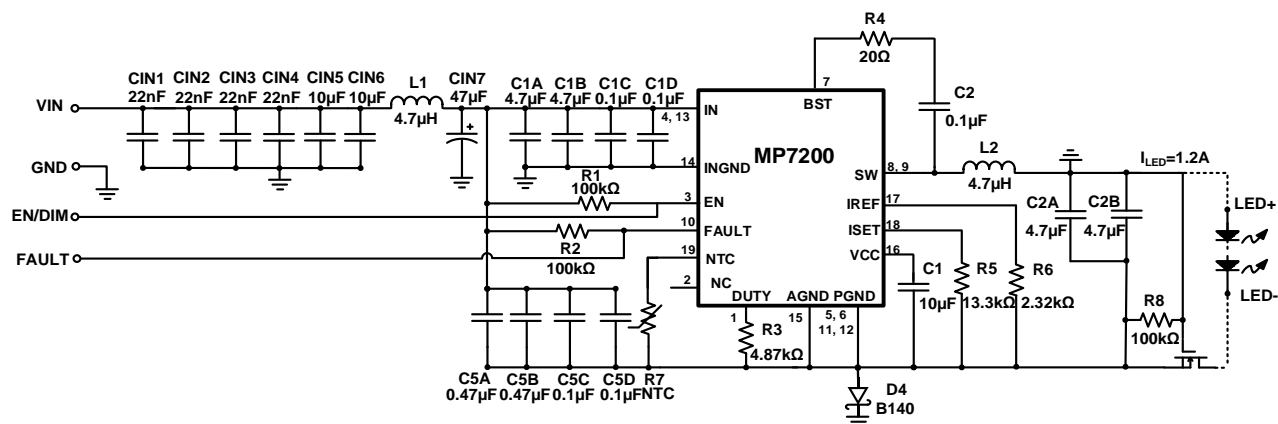 R4
20Ω
CIN1 CIN2 CIN3 CIN4 CIN5 CIN6
22nF 22nF 22nF 22nF 10µF 10µF
L1
4.7µH
CIN7
47µF
C1A C1B C1C C1D
4.7µF 4.7µF 0.1µF 0.1µF
VIN
GND
EN/DIM
FAULT
7
BST
C2
0.1µF
MP7200
4, 13
IN
14
INGND
R1
100kΩ
3
EN
10
FAULT
R2
100kΩ
19
NTC
2
NC
SW
8, 9
L2
4.7µH
ILED=1.2A
IREF
17
ISET
18
VCC
16
C2A
4.7µF
C2B
4.7µF
LED+
LED-
C1
10µF
R5
13.3kΩ
R6
2.32kΩ
R8
100kΩ
DUTY AGND PGND
1
15
5, 6
11, 12
R3
4.87kΩ
C5A C5B C5C C5D R7
0.47µF 0.47µF 0.1µF 0.1µF NTC
D4
B140